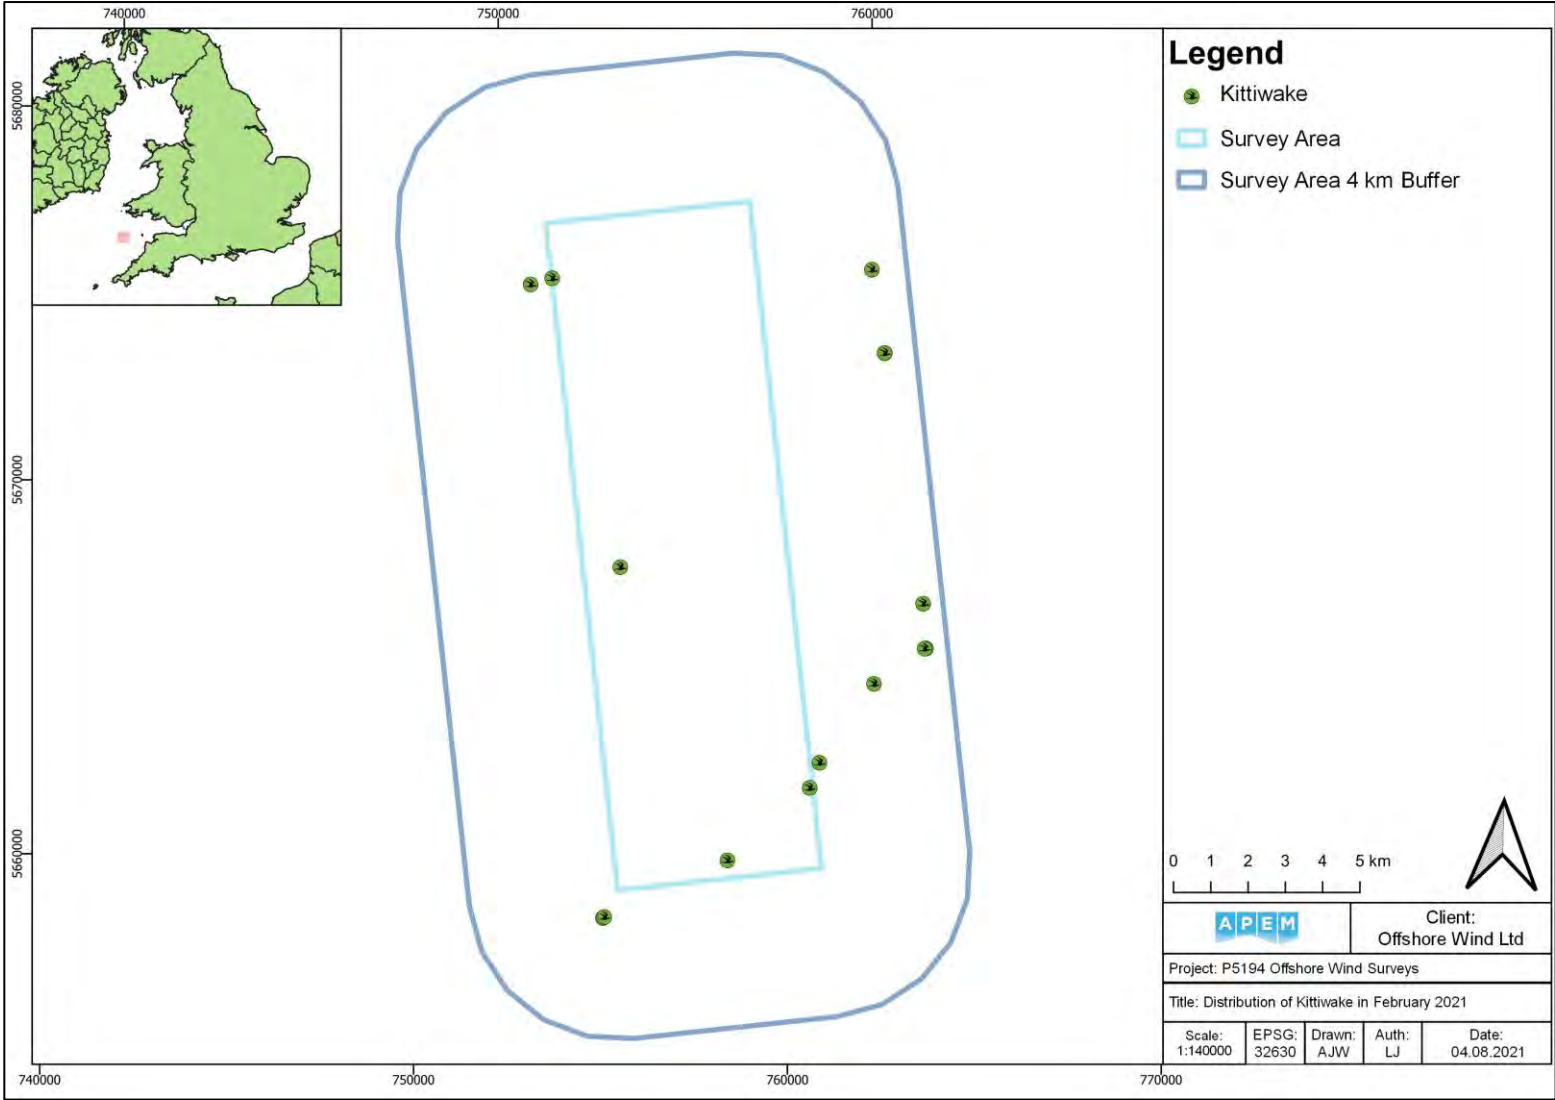 740000 750000 760000
5680000
5670000
5660000
740000 750000 760000 770000
Legend
Kittiwake
Survey Area
Survey Area 4 km Buffer
0 1 2 3 4 5 km
APEM
Client:
Offshore Wind Ltd
Project: P5194 Offshore Wind Surveys
Title: Distribution of Kittiwake in February 2021
Scale:
1:140000
EPSG:
32630
Drawn:
AJW
Auth:
LJ
Date:
04.08.2021